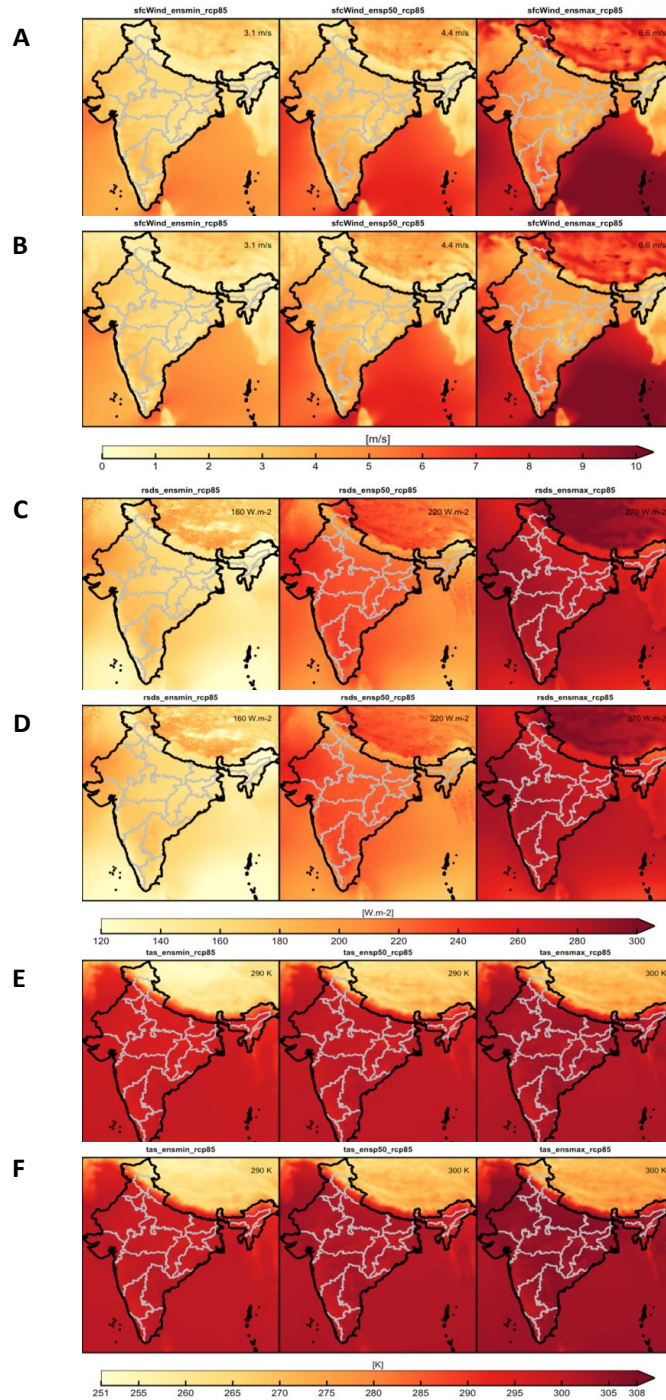 A
sfcWind_ensmin_rcp85 sfcWind_ensp50_rcp85 sfcWind_ensmax_rcp85
3.1 m/s 4.4 m/s 6.6 m/s
B
sfcWind_ensmin_rcp85 sfcWind_ensp50_rcp85 sfcWind_ensmax_rcp85
3.1 m/s 4.4 m/s 6.6 m/s
[m/s]
0 1 2 3 4 5 6 7 8 9 10
C
rsds_ensmin_rcp85 rsds_ensp50_rcp85 rsds_ensmax_rcp85
160 W.m-2 220 W.m-2 270 W.m-2
D
rsds_ensmin_rcp85 rsds_ensp50_rcp85 rsds_ensmax_rcp85
160 W.m-2 220 W.m-2 270 W.m-2
[W.m-2]
120 140 160 180 200 220 240 260 280 300
E
tas_ensmin_rcp85 tas_ensp50_rcp85 tas_ensmax_rcp85
290 K 290 K 300 K
F
tas_ensmin_rcp85 tas_ensp50_rcp85 tas_ensmax_rcp85
290 K 300 K 300 K
[K]
251 255 260 265 270 275 280 285 290 295 300 305 308